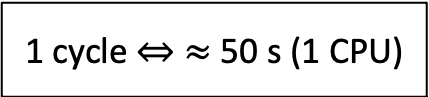 1 cycle ⇔ ≈ 50 s (1 CPU)